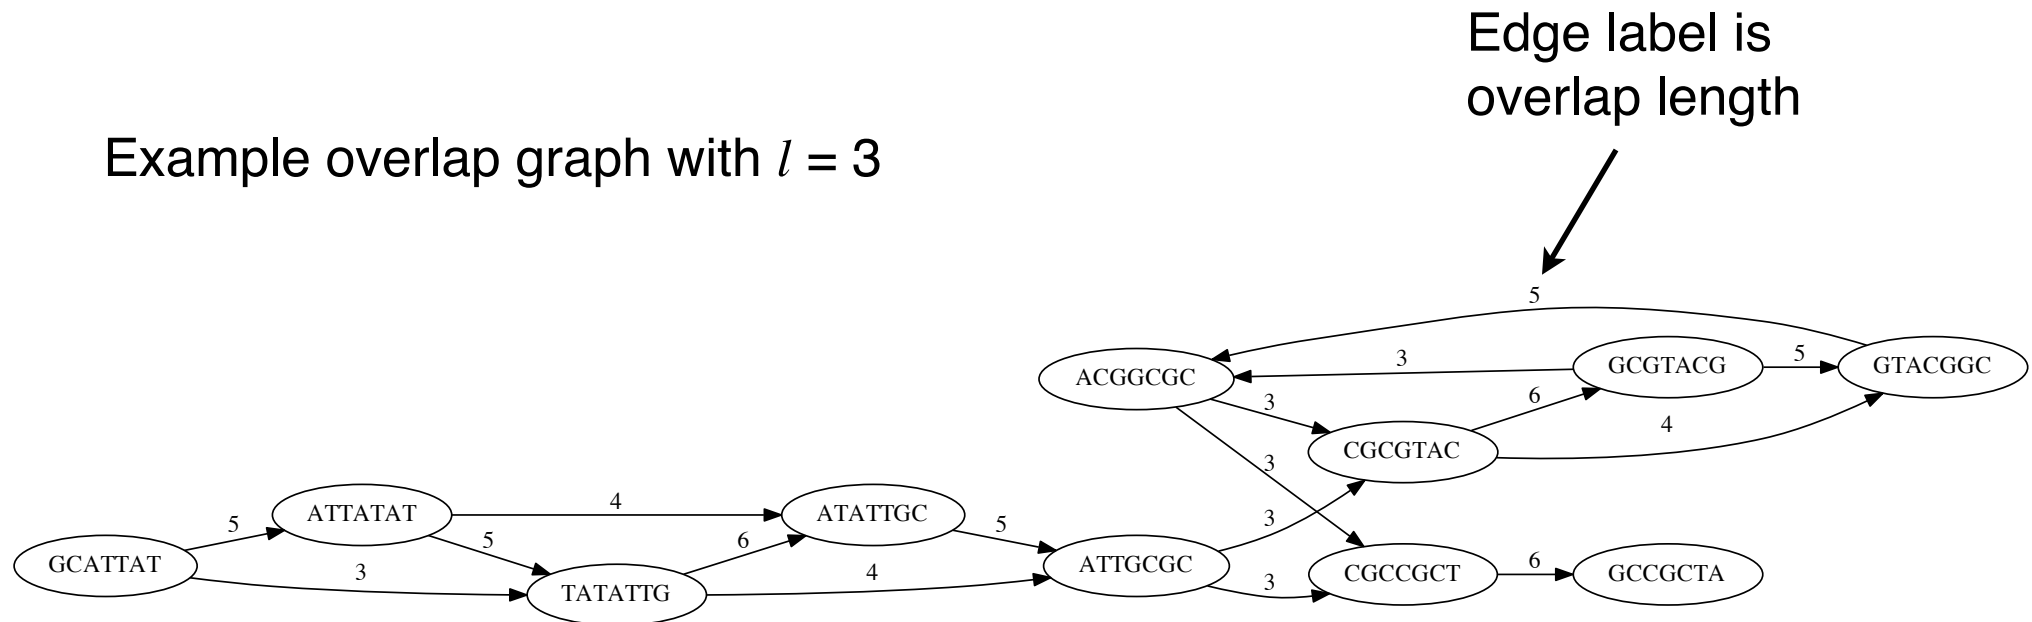 Edge label is
overlap length
Example overlap graph with l = 3
5
ACGGCGC
3
GCGTACG
5
GTACGGC
3
6
4
CGCGTAC
3
ATTATAT
4
ATATTGC
5
5
5
6
3
GCATTAT
3
TATATTG
4
ATTGCGC
3
CGCCGCT
6
GCCGCTA